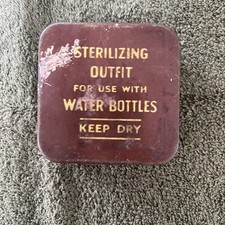 STERILIZING
OUTFIT
FOR USE WITH
WATER BOTTLES
KEEP DRY